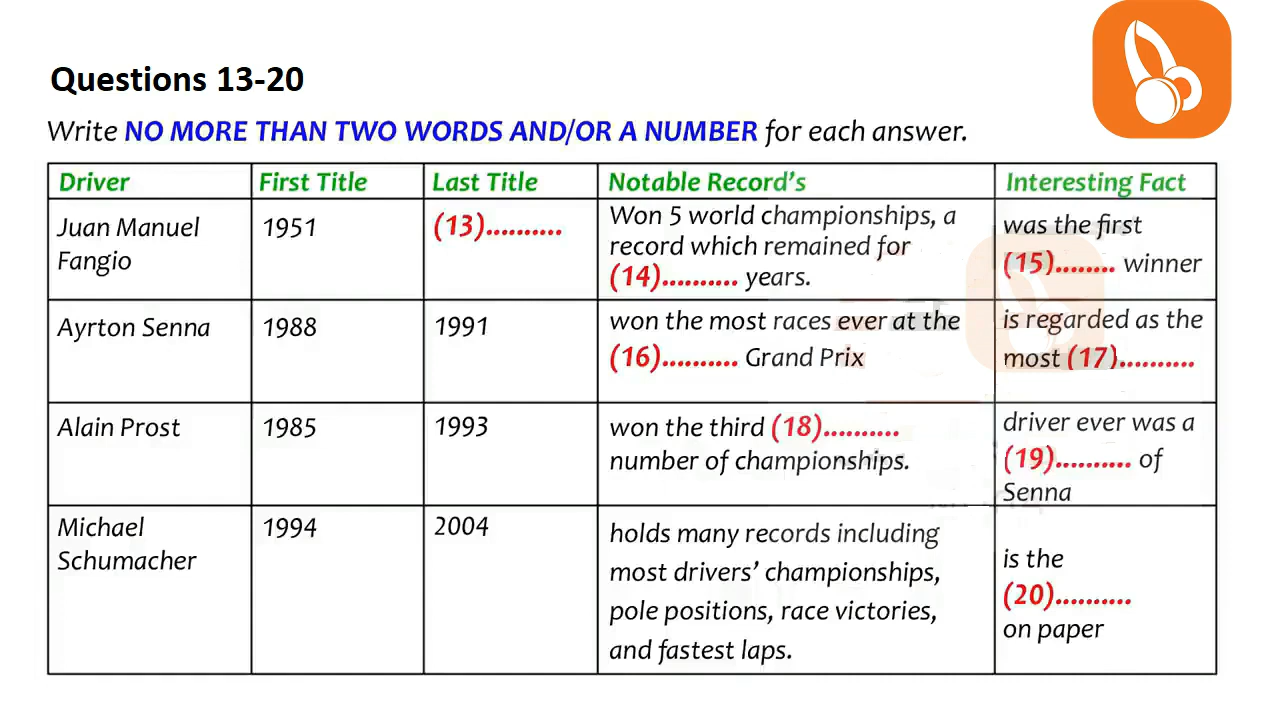 Questions 13-20
Write NO MORE THAN TWO WORDS AND/OR A NUMBER for each answer.
Driver First Title Last Title Notable Record's Interesting Fact
Juan Manuel
Fangio
1951
(13)..........
Won 5 world championships, a
record which remained for
(14).......... years.
was the first
(15)........ winner
Ayrton Senna
1988
1991
won the most races ever at the
(16).......... Grand Prix
is regarded as the
most (17)..........
Alain Prost
1985
1993
won the third (18)..........
number of championships.
driver ever was a
(19).......... of
Senna
Michael
Schumacher
1994
2004
holds many records including
most drivers' championships,
pole positions, race victories,
and fastest laps.
is the
(20)..........
on paper